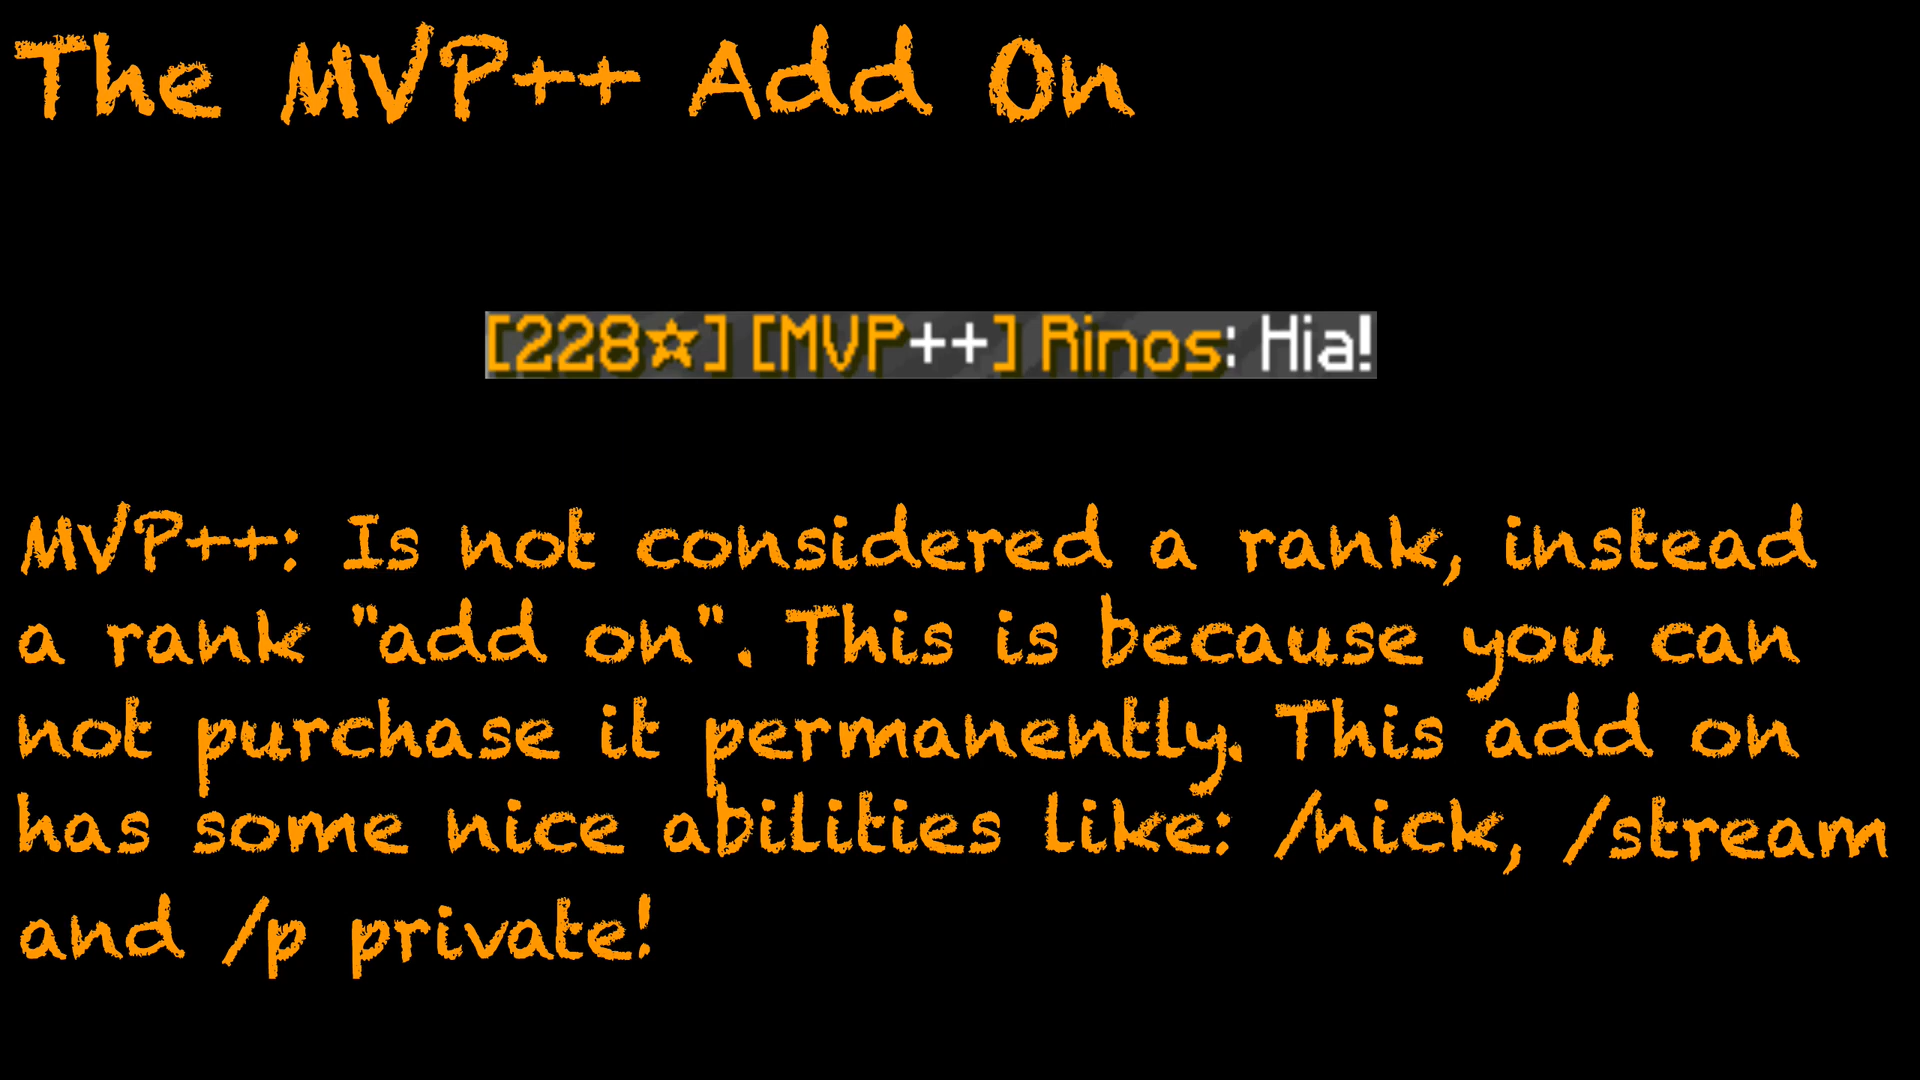 The MVP++ Add On
[228☆] [MVP++] Rinos: Hia!
MVP++: Is not considered a rank, instead
a rank "add on". This is because you can
not purchase it permanently. This add on
has some nice abilities like: /nick, /stream
and /p private!